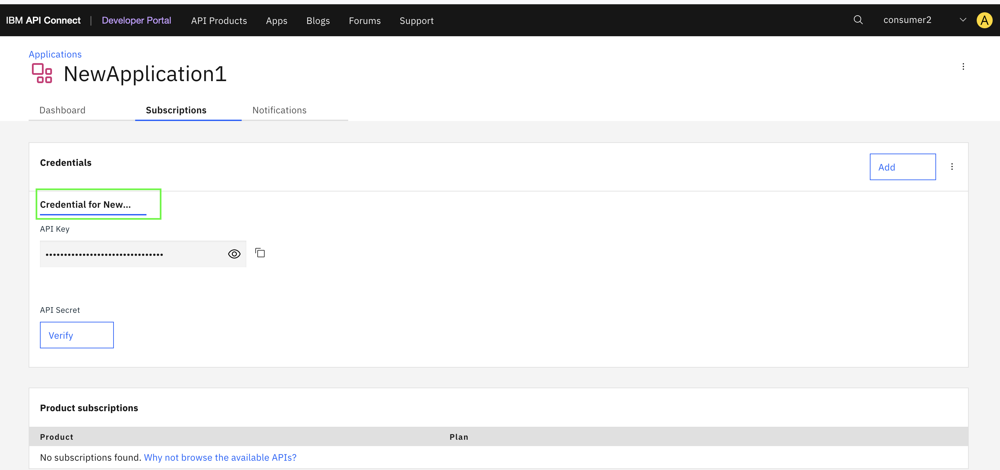 IBM API Connect | Developer Portal API Products Apps Blogs Forums Support consumer2 A
Applications
NewApplication1
Dashboard Subscriptions Notifications
Credentials Add
Credential for New...
API Key
••••••••••••••••••••••••••••••••
API Secret
Verify
Product subscriptions
Product Plan
No subscriptions found. Why not browse the available APIs?